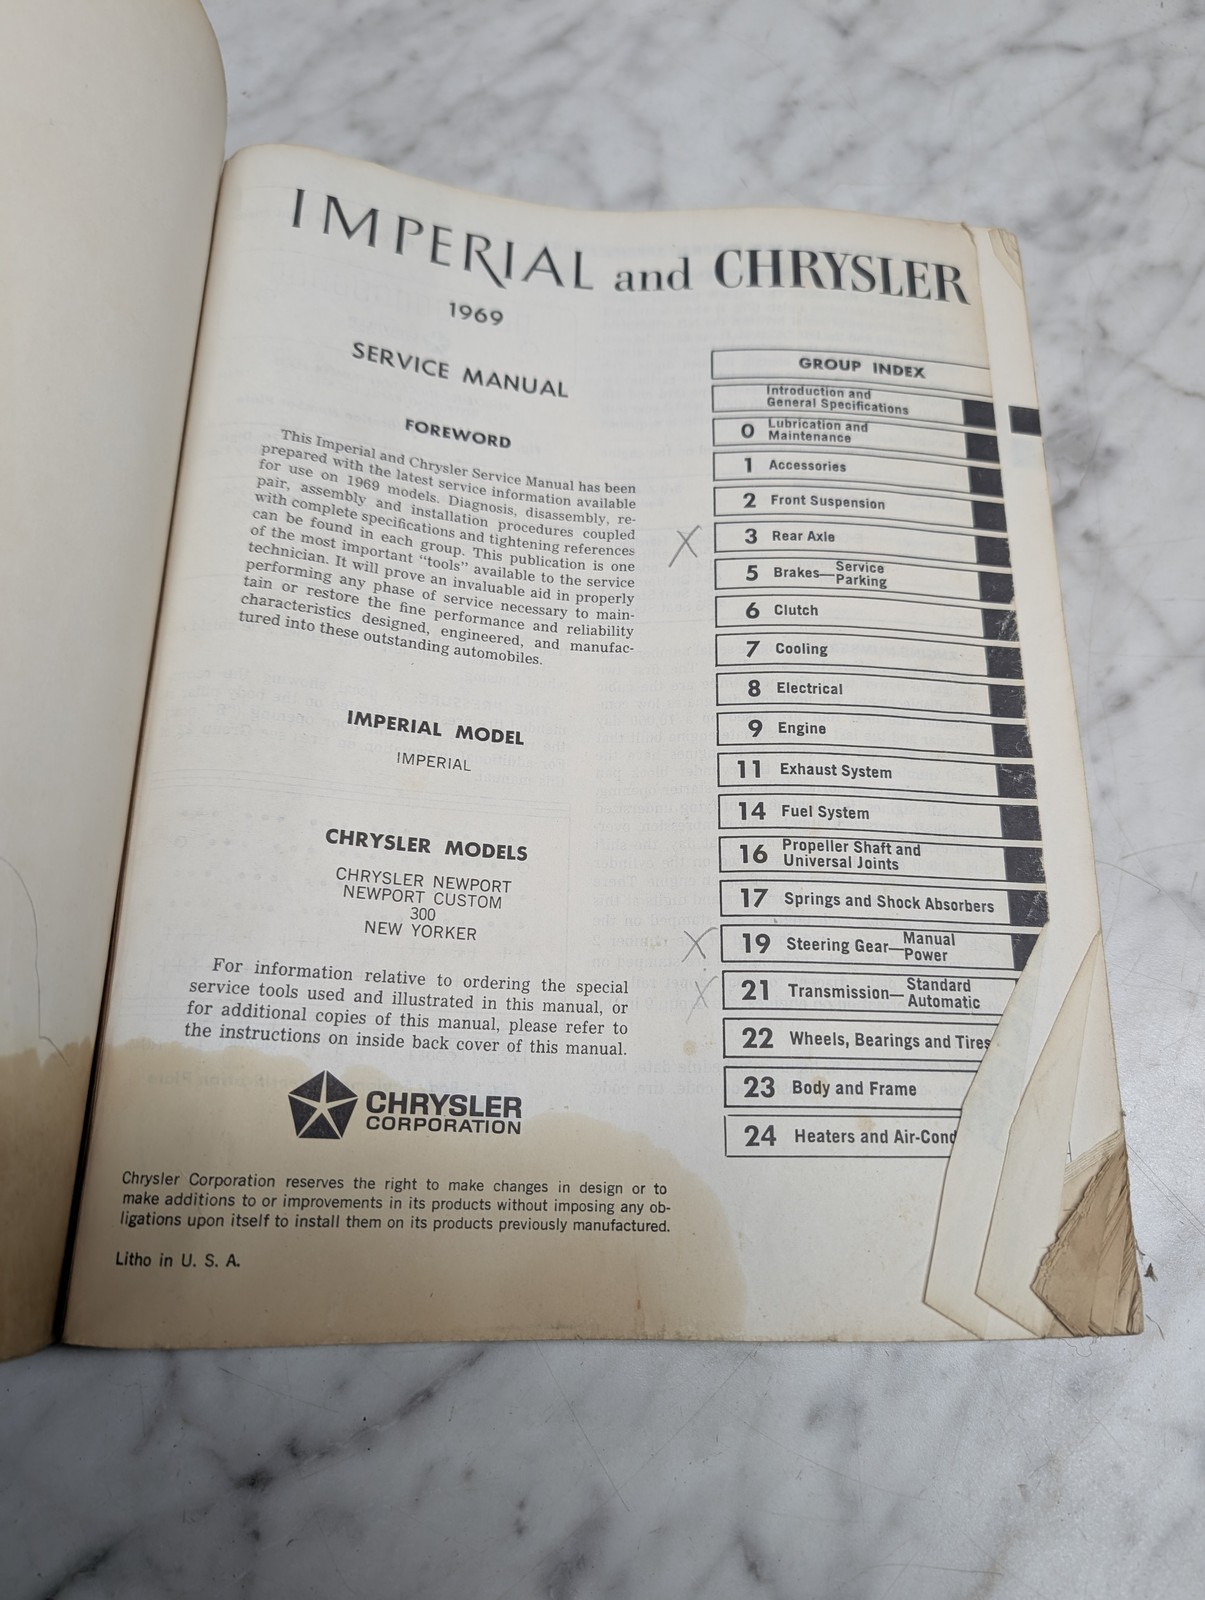 IMPERIAL and CHRYSLER
1969
SERVICE MANUAL
FOREWORD
This Imperial and Chrysler Service Manual has been
prepared with the latest service information available
for use on 1969 models. Diagnosis, disassembly, re-
pair, assembly and installation procedures coupled
with complete specifications and tightening references
can be found in each group. This publication is one
of the most important "tools" available to the service
technician. It will prove an invaluable aid in properly
performing any phase of service necessary to main-
tain or restore the fine performance and reliability
characteristics designed, engineered, and manufac-
tured into these outstanding automobiles.
IMPERIAL MODEL
IMPERIAL
CHRYSLER MODELS
CHRYSLER NEWPORT
NEWPORT CUSTOM
300
NEW YORKER
For information relative to ordering the special
service tools used and illustrated in this manual, or
for additional copies of this manual, please refer to
the instructions on inside back cover of this manual.
CHRYSLER
CORPORATION
Chrysler Corporation reserves the right to make changes in design or to
make additions to or improvements in its products without imposing any ob-
ligations upon itself to install them on its products previously manufactured.
Litho in U. S. A.
GROUP INDEX
Introduction and
General Specifications
0 Lubrication and
Maintenance
1 Accessories
2 Front Suspension
X 3 Rear Axle
5 Brakes—Service
Parking
6 Clutch
7 Cooling
8 Electrical
9 Engine
11 Exhaust System
14 Fuel System
16 Propeller Shaft and
Universal Joints
17 Springs and Shock Absorbers
X 19 Steering Gear—Manual
Power
X 21 Transmission—Standard
Automatic
22 Wheels, Bearings and Tires
23 Body and Frame
24 Heaters and Air-Cond